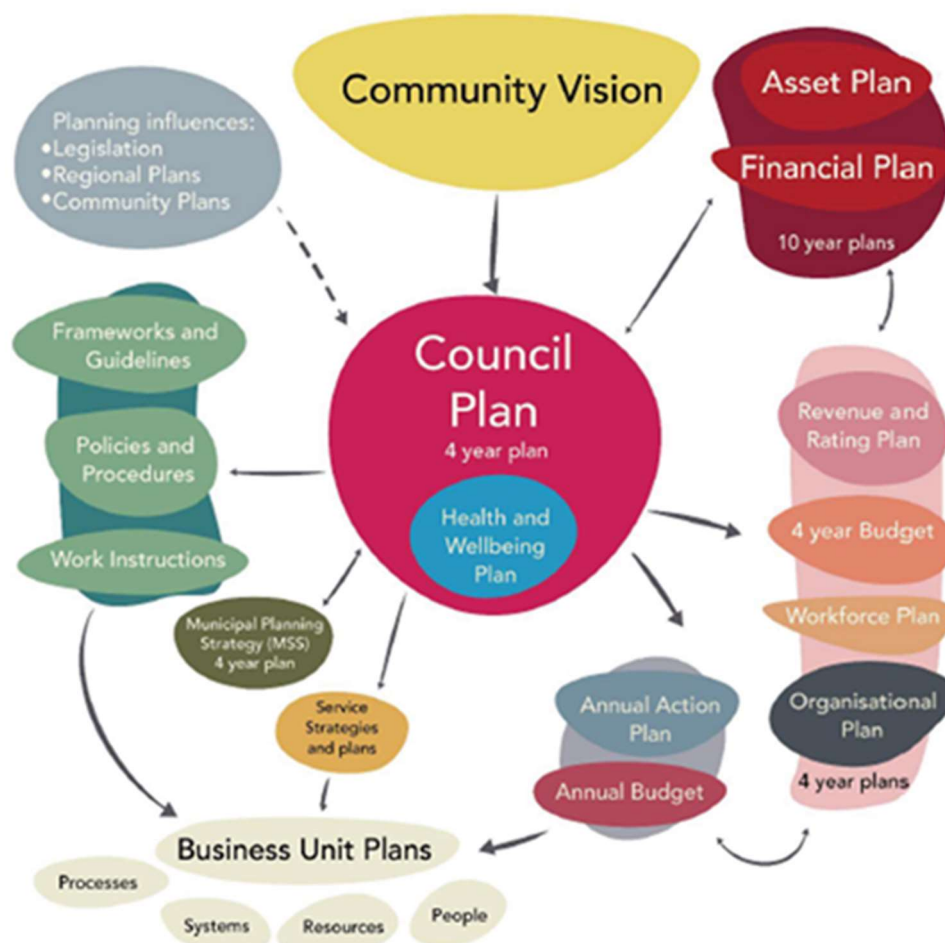 Community Vision
Asset Plan
Financial Plan
10 year plans
Planning influences:
•Legislation
•Regional Plans
•Community Plans
Frameworks and
Guidelines
Policies and
Procedures
Work Instructions
Council
Plan
4 year plan
Health and
Wellbeing
Plan
Revenue and
Rating Plan
4 year Budget
Workforce Plan
Organisational
Plan
4 year plans
Municipal Planning
Strategy (MSS)
4 year plan
Service
Strategies
and plans
Annual Action
Plan
Annual Budget
Business Unit Plans
Processes
Systems
Resources
People